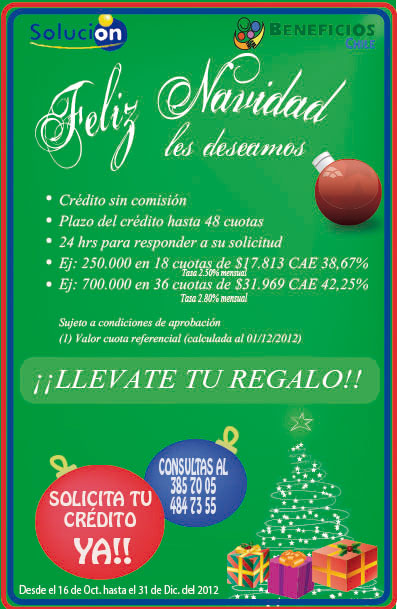 Solución
BENEFICIOS
Feliz Navidad
les deseamos
• Crédito sin comisión
• Plazo del crédito hasta 48 cuotas
• 24 hrs para responder a su solicitud
• Ej: 250.000 en 18 cuotas de $17.813 CAE 38,67%
Tasa 2.50% mensual
• Ej: 700.000 en 36 cuotas de $31.969 CAE 42,25%
Tasa 2.80% mensual
Sujeto a condiciones de aprobación
(1) Valor cuota referencial (calculada al 01/12/2012)
¡¡LLEVATE TU REGALO!!
CONSULTAS AL
385 70 05
484 73 55
SOLICITA TU
CRÉDITO
YA!!
Desde el 16 de Oct. hasta el 31 de Dic. del 2012